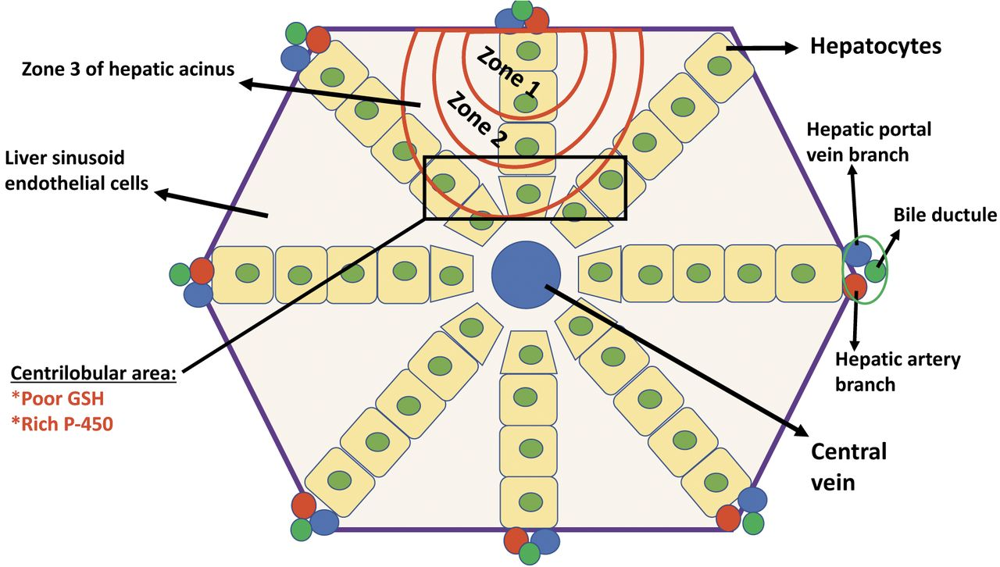 Hepatocytes
Zone 3 of hepatic acinus
Zone 1
Zone 2
Hepatic portal
vein branch
Liver sinusoid
endothelial cells
Bile ductule
Hepatic artery
branch
Centrilobular area:
*Poor GSH
*Rich P-450
Central
vein